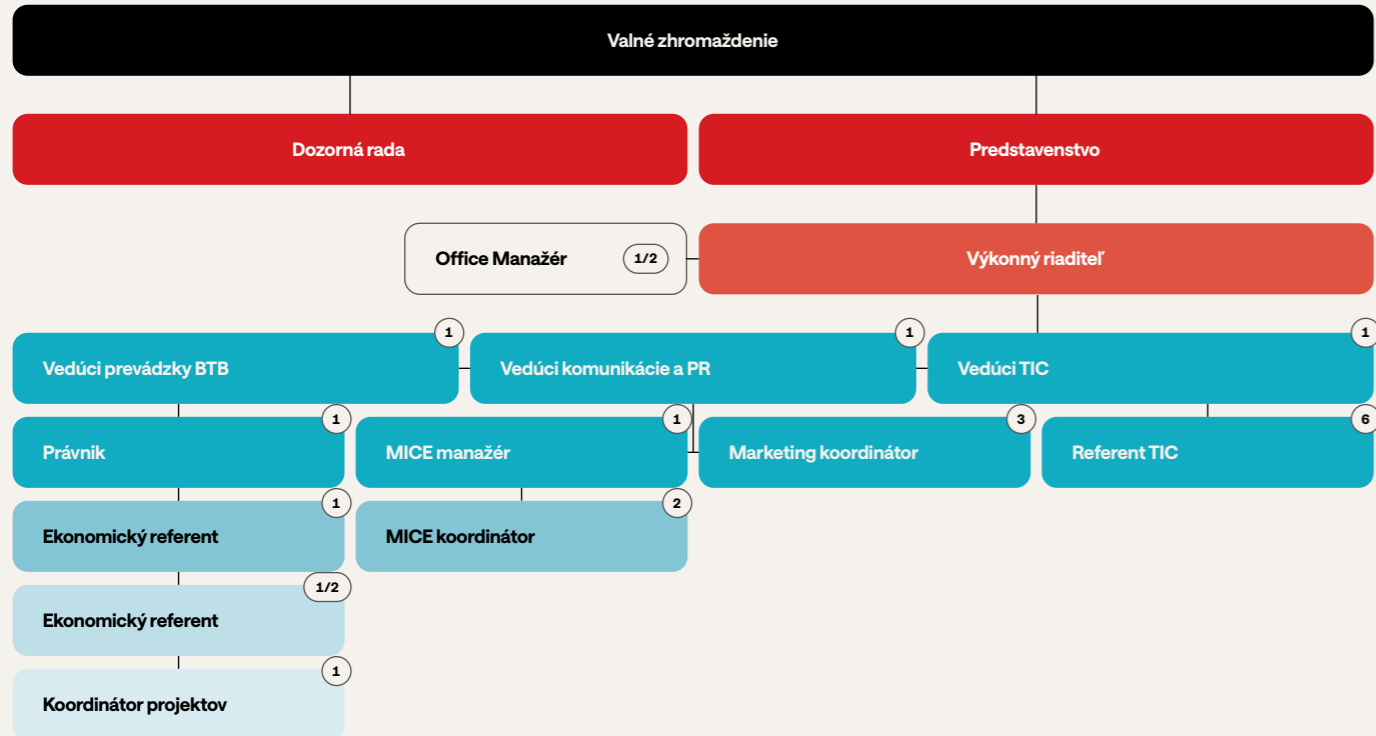 Valné zhromaždenie
Dozorná rada
Predstavenstvo
Office Manažér
1/2
Výkonný riaditeľ
1
Vedúci prevádzky BTB
1
Vedúci komunikácie a PR
1
Vedúci TIC
1
Právnik
1
MICE manažér
3
Marketing koordinátor
6
Referent TIC
1
Ekonomický referent
2
MICE koordinátor
1/2
Ekonomický referent
1
Koordinátor projektov